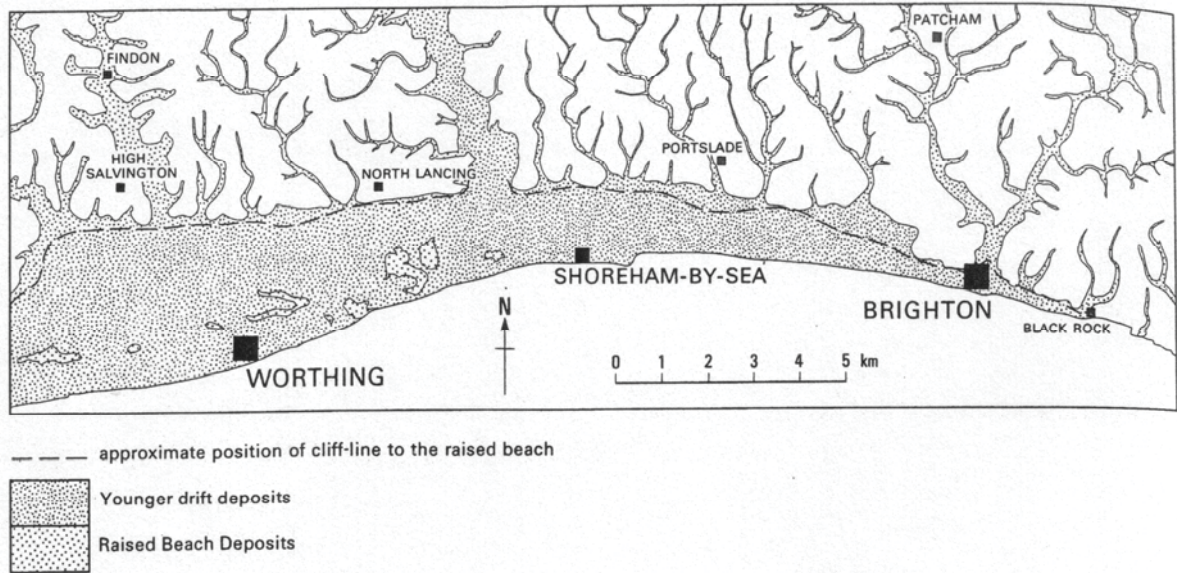 PATCHAM
FINDON
HIGH
SALVINGTON
NORTH LANCING
PORTSLADE
SHOREHAM-BY-SEA
BRIGHTON
BLACK ROCK
WORTHING
N
0 1 2 3 4 5 km
approximate position of cliff-line to the raised beach
Younger drift deposits
Raised Beach Deposits